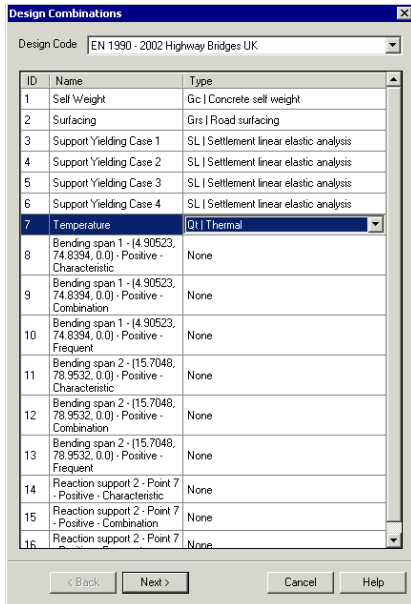 Design Combinations
Design Code EN 1990 - 2002 Highway Bridges UK
ID Name Type
1 Self Weight Gc | Concrete self weight
2 Surfacing Grs | Road surfacing
3 Support Yielding Case 1 SL | Settlement linear elastic analysis
4 Support Yielding Case 2 SL | Settlement linear elastic analysis
5 Support Yielding Case 3 SL | Settlement linear elastic analysis
6 Support Yielding Case 4 SL | Settlement linear elastic analysis
7 Temperature Qt | Thermal
Bending span 1 - (4.90523,
8 74.8394, 0.0) - Positive - None
Characteristic
Bending span 1 - (4.90523,
9 74.8394, 0.0) - Positive - None
Combination
Bending span 1 - (4.90523,
10 74.8394, 0.0) - Positive - None
Frequent
Bending span 2 - (15.7048,
11 78.9532, 0.0) - Positive - None
Characteristic
Bending span 2 - (15.7048,
12 78.9532, 0.0) - Positive - None
Combination
Bending span 2 - (15.7048,
13 78.9532, 0.0) - Positive - None
Frequent
14 Reaction support 2 - Point 7 None
- Positive - Characteristic
15 Reaction support 2 - Point 7 None
- Positive - Combination
16 Reaction support 2 - Point 7 None
< Back Next > Cancel Help